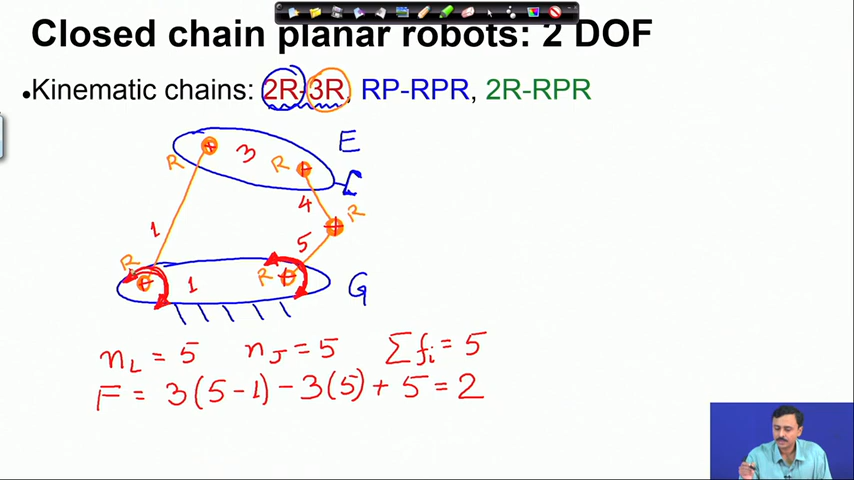 Closed chain planar robots: 2 DOF
•Kinematic chains: 2R-3R, RP-RPR, 2R-RPR
E
R 3 R
4 R
1
5
R R
1 G
n_L = 5 n_J = 5 Σf_i = 5
F = 3(5-1) - 3(5) + 5 = 2